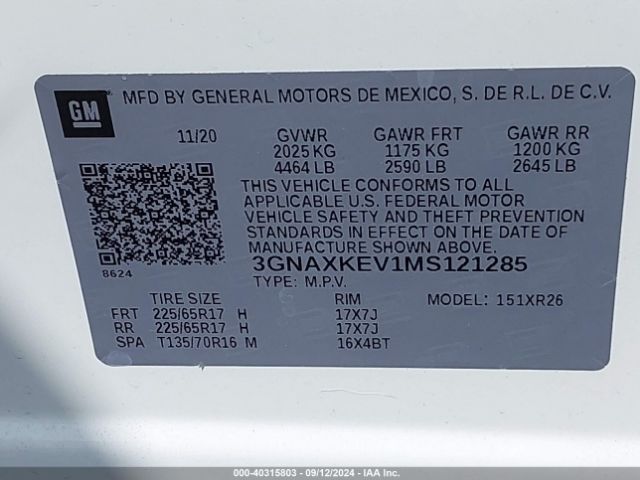 GM MFD BY GENERAL MOTORS DE MEXICO, S. DE R.L. DE C.V.
11/20 GVWR GAWR FRT GAWR RR
2025 KG 1175 KG 1200 KG
4464 LB 2590 LB 2645 LB
THIS VEHICLE CONFORMS TO ALL
APPLICABLE U.S. FEDERAL MOTOR
VEHICLE SAFETY AND THEFT PREVENTION
STANDARDS IN EFFECT ON THE DATE OF
MANUFACTURE SHOWN ABOVE.
8624 3GNAXKEV1MS121285
TYPE: M.P.V.
TIRE SIZE RIM MODEL: 151XR26
FRT 225/65R17 H 17X7J
RR 225/65R17 H 17X7J
SPA T135/70R16 M 16X4BT
000-40315803 - 09/12/2024 - IAA Inc.